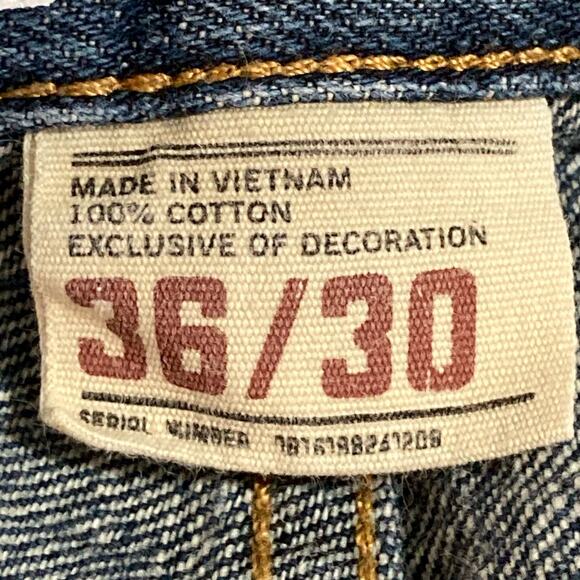 MADE IN VIETNAM
100% COTTON
EXCLUSIVE OF DECORATION
36/30
SERIAL NUMBER